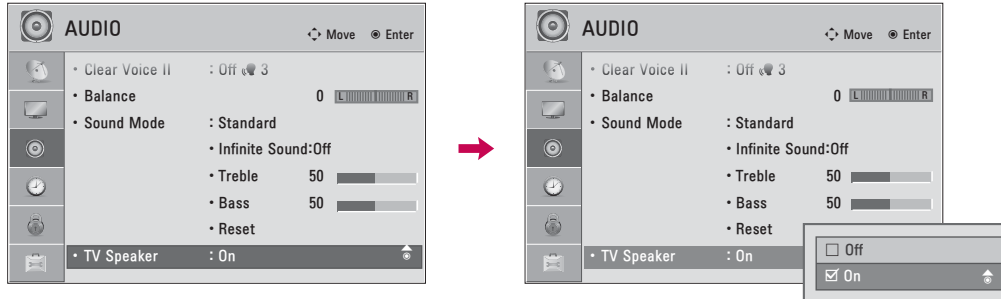 AUDIO
Move Enter
• Clear Voice II : Off 3
• Balance 0 L R
• Sound Mode : Standard
• Infinite Sound:Off
• Treble 50
• Bass 50
• Reset
• TV Speaker : On
AUDIO
Move Enter
• Clear Voice II : Off 3
• Balance 0 L R
• Sound Mode : Standard
• Infinite Sound:Off
• Treble 50
• Bass 50
• Reset
• TV Speaker : On
Off
On